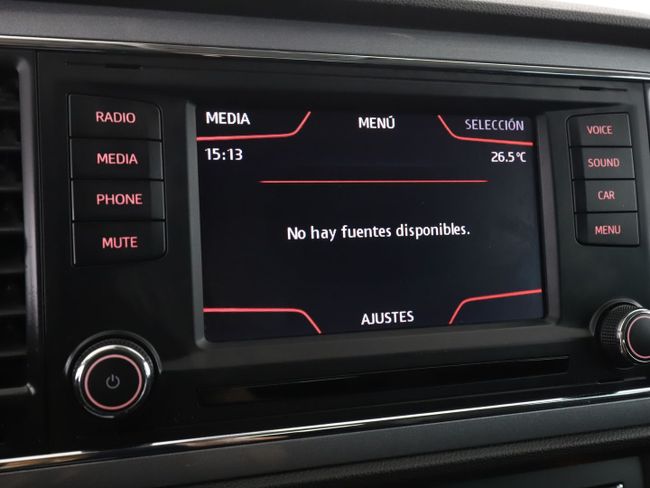 RADIO
MEDIA
PHONE
MUTE
MEDIA
MENÚ
SELECCIÓN
15:13
26.5°C
No hay fuentes disponibles.
AJUSTES
VOICE
SOUND
CAR
MENU